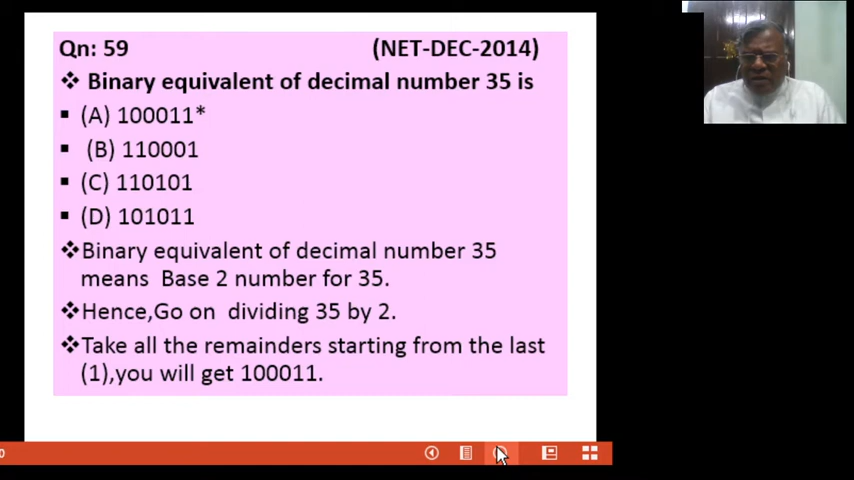 Qn: 59 (NET-DEC-2014)
❖ Binary equivalent of decimal number 35 is
▪ (A) 100011*
▪ (B) 110001
▪ (C) 110101
▪ (D) 101011
❖Binary equivalent of decimal number 35
means Base 2 number for 35.
❖Hence,Go on dividing 35 by 2.
❖Take all the remainders starting from the last
(1),you will get 100011.
0